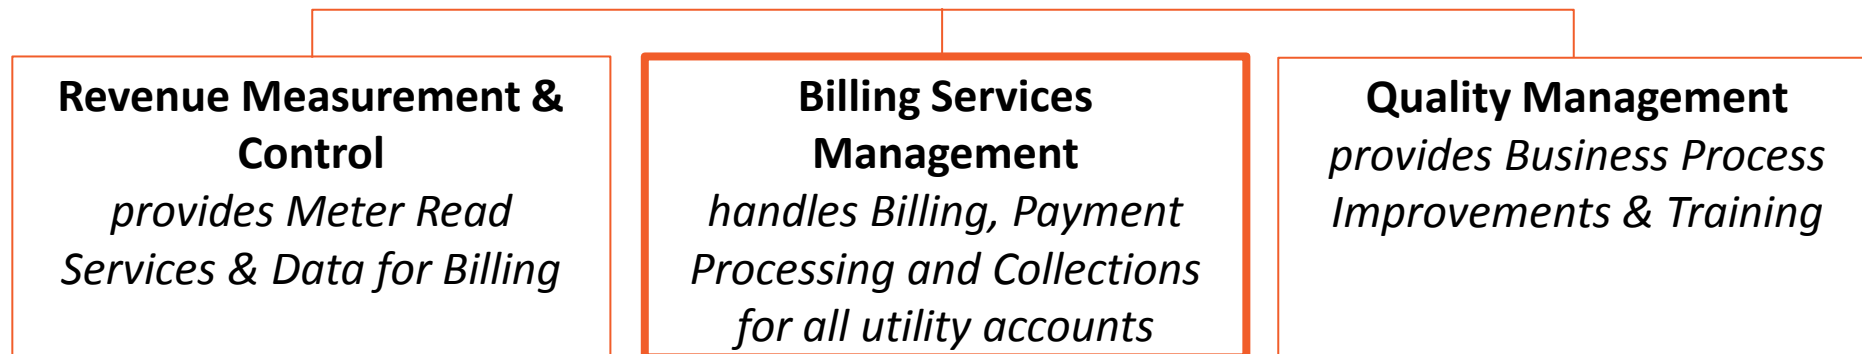 Revenue Measurement &
Control
provides Meter Read
Services & Data for Billing
Billing Services
Management
handles Billing, Payment
Processing and Collections
for all utility accounts
Quality Management
provides Business Process
Improvements & Training